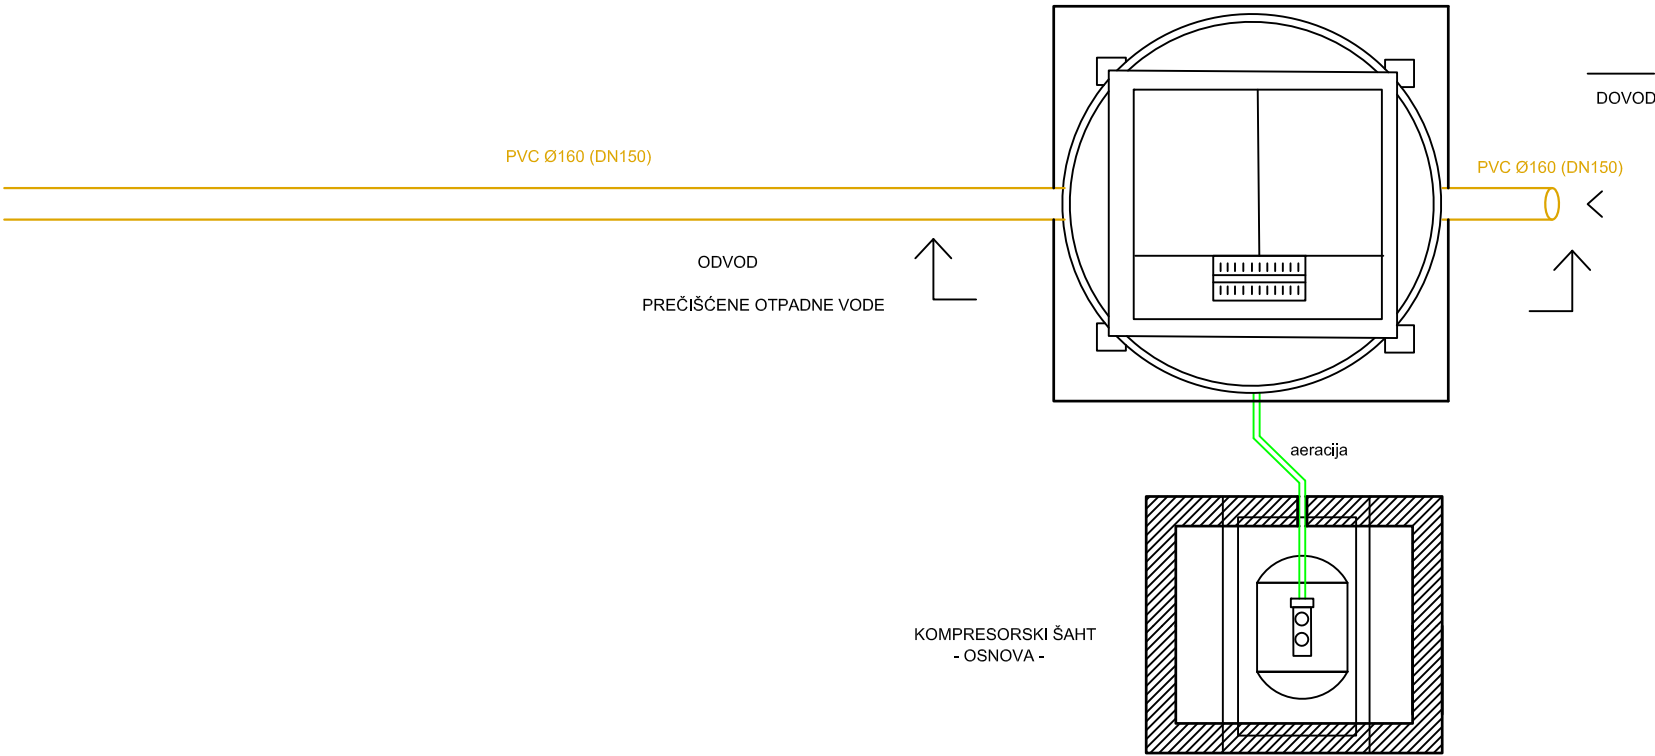 DOVOD
PVC Ø160 (DN150)
PVC Ø160 (DN150)
ODVOD
PREČIŠĆENE OTPADNE VODE
aeracija
KOMPRESORSKI ŠAHT
- OSNOVA -